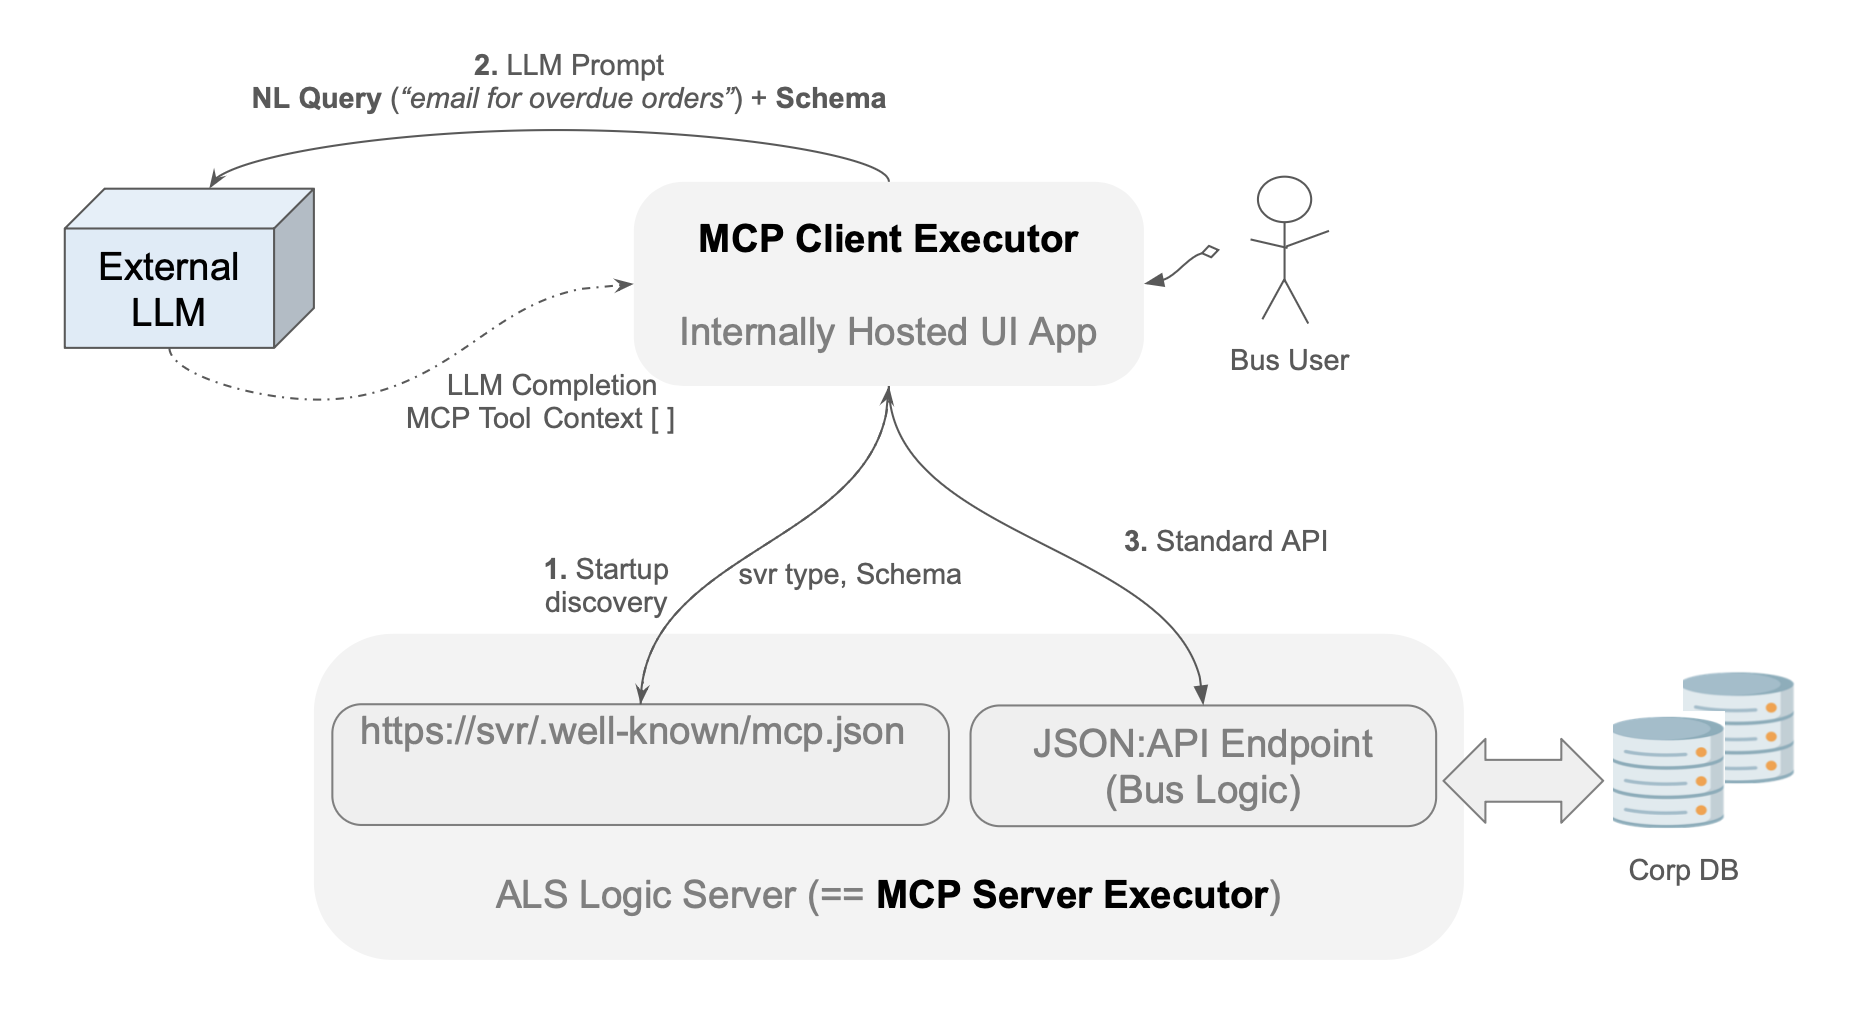 2. LLM Prompt
NL Query (“email for overdue orders”) + Schema
External
LLM
MCP Client Executor
Internally Hosted UI App
Bus User
LLM Completion
MCP Tool Context [ ]
1. Startup
discovery
svr type, Schema
3. Standard API
https://svr/.well-known/mcp.json
JSON:API Endpoint
(Bus Logic)
ALS Logic Server (== MCP Server Executor)
Corp DB